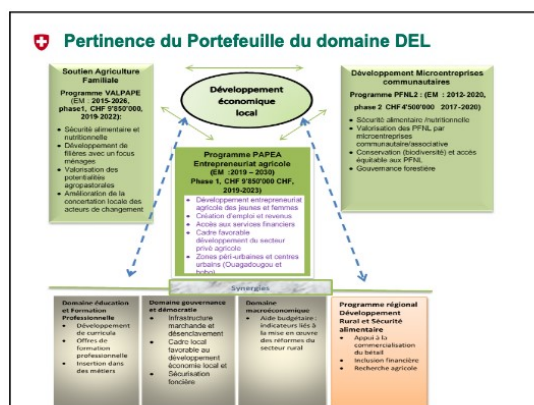 Pertinence du Portefeuille du domaine DEL
Soutien Agriculture
Familiale
Programme VALPAPE
(EM : 2015-2026,
phase1, CHF 9'850'000,
2019-2022):
• Sécurité alimentaire et
nutritionnelle
• Développement de
filières avec un focus
ménages
• Valorisation des
potentialités
agropastorales
• Amélioration de la
concertation locale des
acteurs de changement
Développement
économique
local
Développement Microentreprises
communautaires
Programme PFNL2 : (EM : 2012- 2020,
phase 2 CHF4'500'000 2017-2020)
• Sécurité alimentaire /nutritionnelle
• Valorisation des PFNL par
microentreprises
communautaire/associative
• Conservation (biodiversité) et accès
équitable aux PFNL
• Gouvernance forestière
Programme PAPEA
Entrepreneuriat agricole
(EM :2019 – 2030)
Phase 1, CHF 9'850'000 CHF,
2019-2023)
• Développement entrepreneuriat
agricole des jeunes et femmes
• Création d'emploi et revenus
• Accès aux services financiers
• Cadre favorable
développement du secteur
privé agricole
• Zones péri-urbaines et centres
urbains (Ouagadougou et
bobo)
Synergies
Domaine éducation et
Formation
Professionnelle
• Développement
de curricula
• Offres de
formation
professionnelle
• Insertion dans
des métiers
Domaine gouvernance
et démocratie
• Infrastructure
marchande et
désenclavement
• Cadre local
favorable au
développement
économie local et
• Sécurisation
foncière
Domaine
macroéconomique
• Aide budgétaire :
indicateurs liés à
la mise en œuvre
des réformes du
secteur rural
Programme régional
Développement
Rural et Sécurité
alimentaire
• Appui à la
commercialisation du
bétail
• Inclusion financière
• Recherche agricole